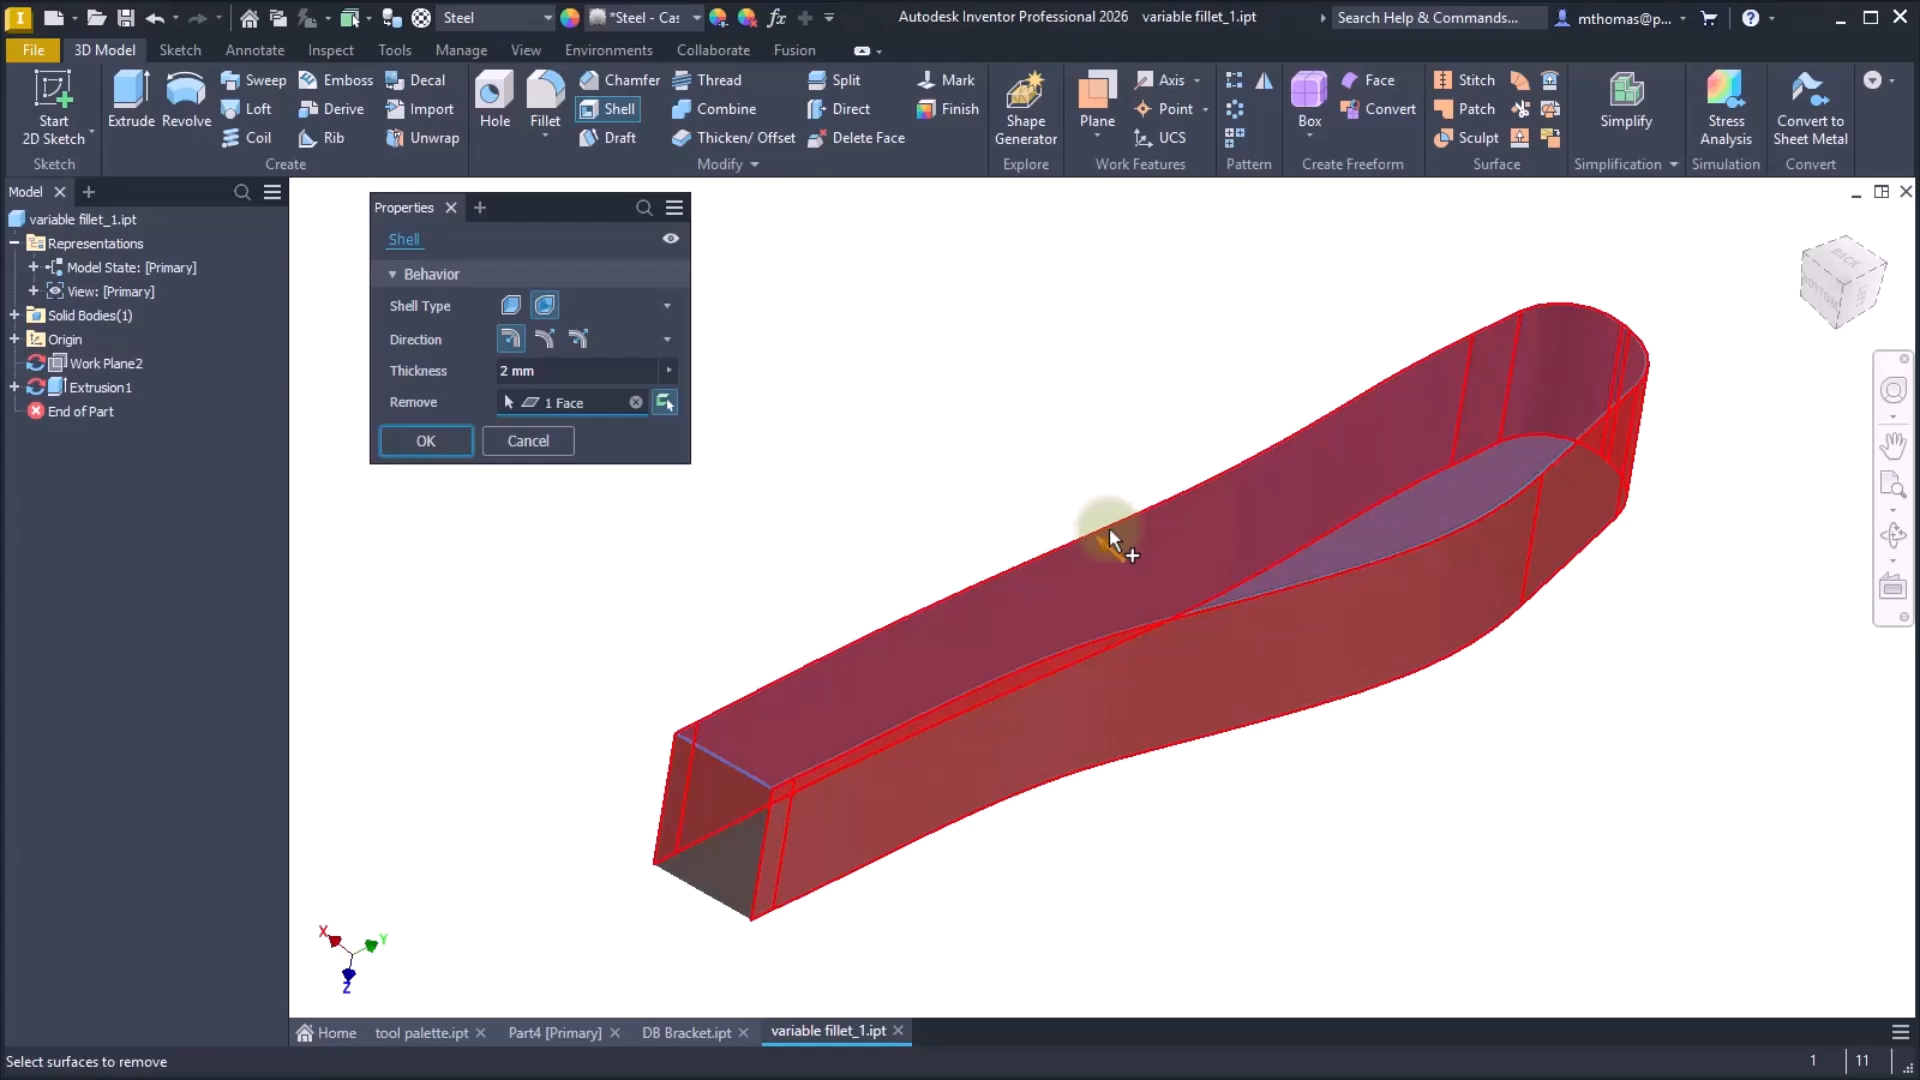 Steel
*Steel - Cas
fx
Autodesk Inventor Professional 2026 variable fillet_1.ipt
Search Help & Commands...
mthomas@p...
File
3D Model
Sketch
Annotate
Inspect
Tools
Manage
View
Environments
Collaborate
Fusion
Start
2D Sketch
Sketch
Extrude
Revolve
Sweep
Loft
Coil
Emboss
Derive
Rib
Decal
Import
Unwrap
Create
Hole
Fillet
Chamfer
Shell
Draft
Thread
Combine
Thicken/ Offset
Split
Direct
Delete Face
Modify
Mark
Finish
Shape
Generator
Explore
Plane
Axis
Point
UCS
Work Features
Pattern
Box
Face
Convert
Create Freeform
Stitch
Patch
Sculpt
Surface
Simplify
Simplification
Stress
Analysis
Simulation
Convert to
Sheet Metal
Convert
Model
variable fillet_1.ipt
Representations
Model State: [Primary]
View: [Primary]
Solid Bodies(1)
Origin
Work Plane2
Extrusion1
End of Part
Properties
Shell
Behavior
Shell Type
Direction
Thickness
2 mm
Remove
1 Face
OK
Cancel
BACK
BOTTOM
X
Y
Z
Home
tool palette.ipt
Part4 [Primary]
DB Bracket.ipt
variable fillet_1.ipt
Select surfaces to remove
1
11